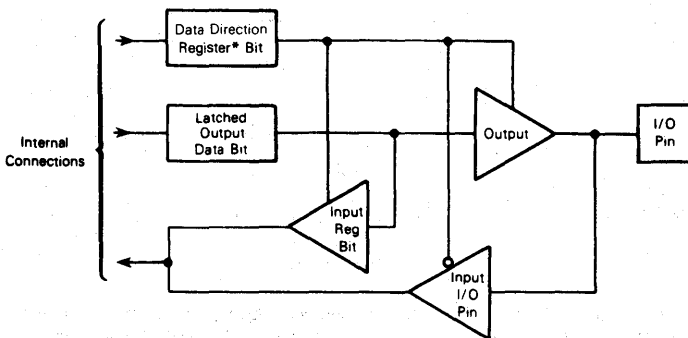 Data Direction
Register* Bit
Latched
Output
Data Bit
Internal
Connections
Output
I/O
Pin
Input
Reg
Bit
Input
I/O
Pin